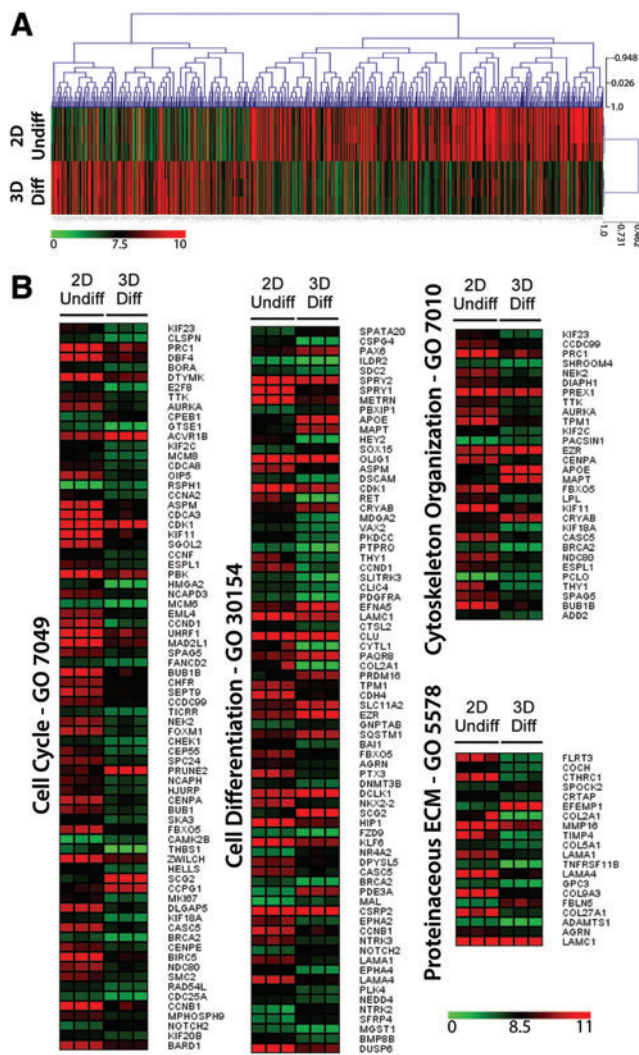 A
0.948
0.026
1.0
2D
Undiff
3D
Diff
0 7.5 10
1.0
0.731
0.462
B
2D 3D
Undiff Diff
Cell Cycle - GO 7049
KIF23
CLSPN
PRC1
DBF4
BORA
DTYMK
E2F8
TTK
AURKA
CPEB1
GTSE1
ACVR1B
KIF2C
MCM8
CDCA8
OIP5
RSPH1
CCNA2
ASPM
CDCA3
CDK1
KIF11
SGOL2
CCNF
ESPL1
PBK
HMGA2
NCAPD3
MCM6
EML4
CCND1
UHRF1
MAD2L1
SPAG5
FANCD2
BUB1B
CHFR
SEPT9
CCDC99
TICRR
NEK2
FOXM1
CHEK1
CEP55
SPC24
PRUNE2
NCAPH
HJURP
CENPA
BUB1
SKA3
FBXO5
CAMK2B
THBS1
ZWILCH
HELLS
SCG2
CCPG1
MKI67
DLGAP5
KIF18A
CASC5
BRCA2
CENPE
BIRC5
NDC80
SMC2
RAD54L
CDC25A
CCNB1
MPHOSPH9
NOTCH2
KIF20B
BARD1
2D 3D
Undiff Diff
Cell Differentiation - GO 30154
SPATA20
CSPG4
PAX6
ILDR2
SDC2
SPRY2
SPRY1
METRN
PBXIP1
APOE
MAPT
HEY2
SOX15
OLIG1
ASPM
DSCAM
CDK1
RET
CRYAB
MDGA2
VAX2
PKDCC
PTPRO
THY1
CCND1
SLITRK3
CLIC4
PDGFRA
EFNA5
LAMC1
CTSL2
CLU
CYTL1
PAQR8
COL2A1
PRDM16
TPM1
CDH4
SLC11A2
EZR
GNPTAB
SQSTM1
BAI1
FBXO5
AGRN
PTX3
DNMT3B
DCLK1
NKX2-2
SCG2
HIP1
FZD9
KLF6
NR4A2
DPYSL5
CASC5
BRCA2
PDE3A
MAL
CSRP2
EPHA2
CCNB1
NTRK3
NOTCH2
LAMA1
EPHA4
LAMA4
PLK4
NEDD4
NTRK2
SFRP4
MGST1
BMP8B
DUSP6
2D 3D
Undiff Diff
Cytoskeleton Organization - GO 7010
KIF23
CCDC99
PRC1
SHROOM4
NEK2
DIAPH1
PREX1
TTK
AURKA
TPM1
KIF2C
PACSIN1
EZR
CENPA
APOE
MAPT
FBXO5
LPL
KIF11
CRYAB
KIF18A
CASC5
BRCA2
NDC80
ESPL1
PCLO
THY1
SPAG5
BUB1B
ADD2
2D 3D
Undiff Diff
Proteinaceous ECM - GO 5578
FLRT3
COCH
CTHRC1
SPOCK2
CRTAP
EFEMP1
COL2A1
MMP16
TIMP4
COL5A1
LAMA1
TNFRSF11B
LAMA4
GPC3
COL9A3
FBLN5
COL27A1
ADAMTS1
AGRN
LAMC1
0 8.5 11